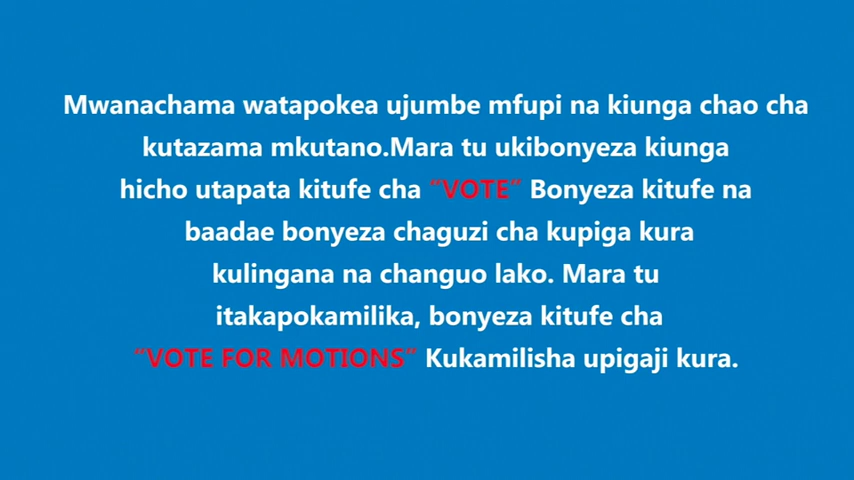 Mwanachama watapokea ujumbe mfupi na kiunga chao cha
kutazama mkutano.Mara tu ukibonyeza kiunga
hicho utapata kitufe cha “VOTE” Bonyeza kitufe na
baadae bonyeza chaguzi cha kupiga kura
kulingana na changuo lako. Mara tu
itakapokamilika, bonyeza kitufe cha
“VOTE FOR MOTIONS” Kukamilisha upigaji kura.